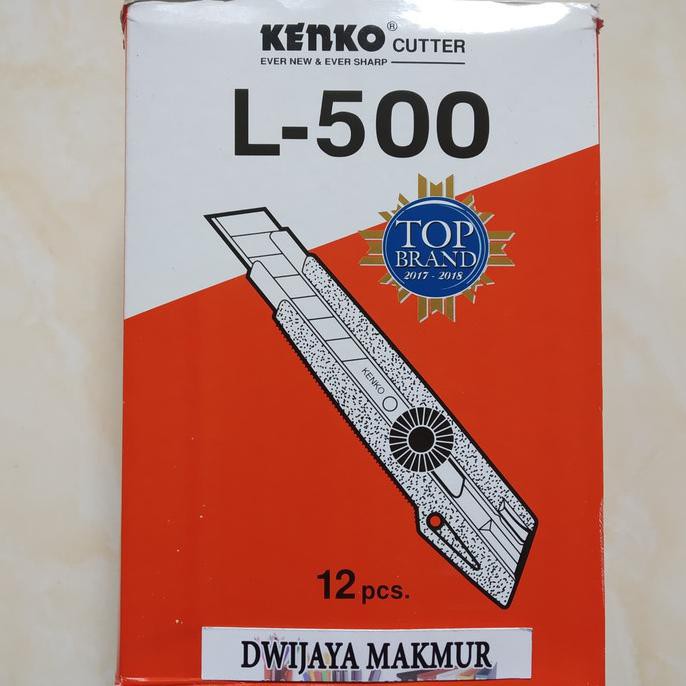 KENKO® CUTTER
EVER NEW & EVER SHARP
L-500
TOP
BRAND
2017 - 2018
KENKO
12 pcs.
DWIJAYA MAKMUR